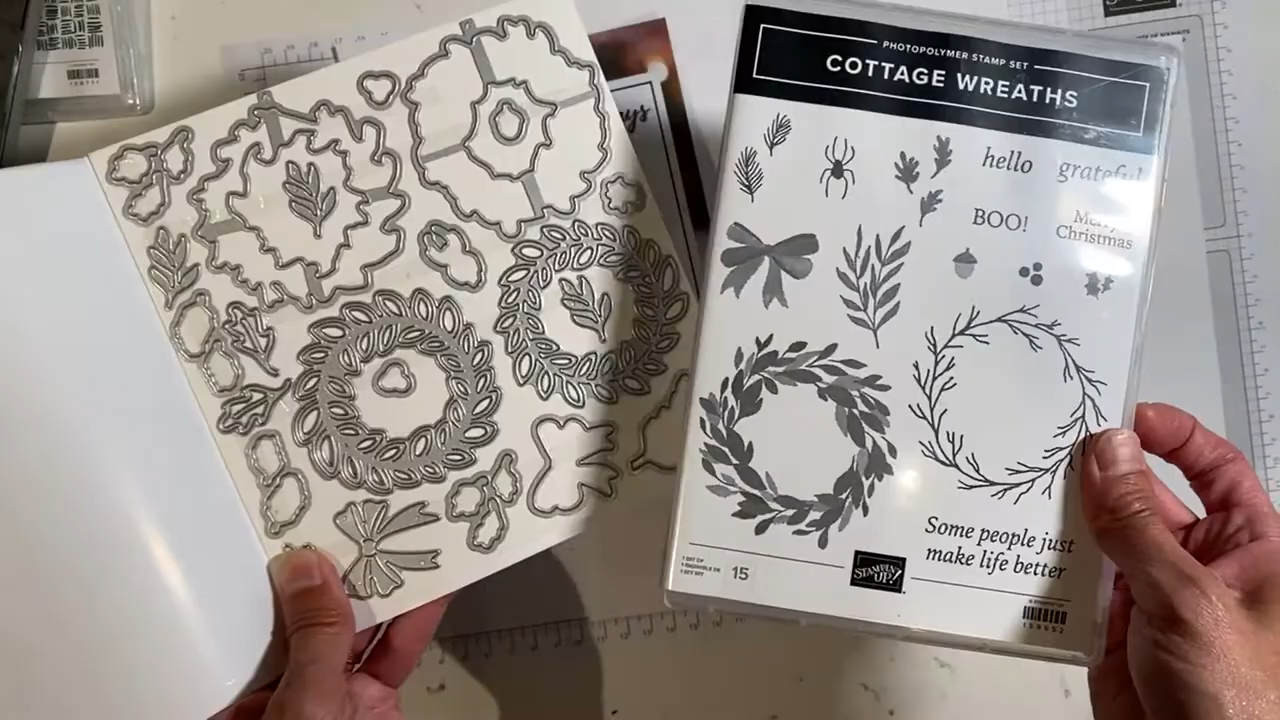 PHOTOPOLYMER STAMP SET
COTTAGE WREATHS
hello
grateful
BOO!
Merry
Christmas
Some people just
make life better
15
STAMPIN'
UP!